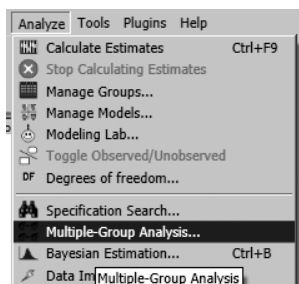 Analyze Tools Plugins Help
Calculate Estimates Ctrl+F9
Stop Calculating Estimates
Manage Groups...
Manage Models...
Modeling Lab...
Toggle Observed/Unobserved
DF Degrees of freedom...
Specification Search...
Multiple-Group Analysis...
Bayesian Estimation... Ctrl+B
Data Im
Multiple-Group Analysis